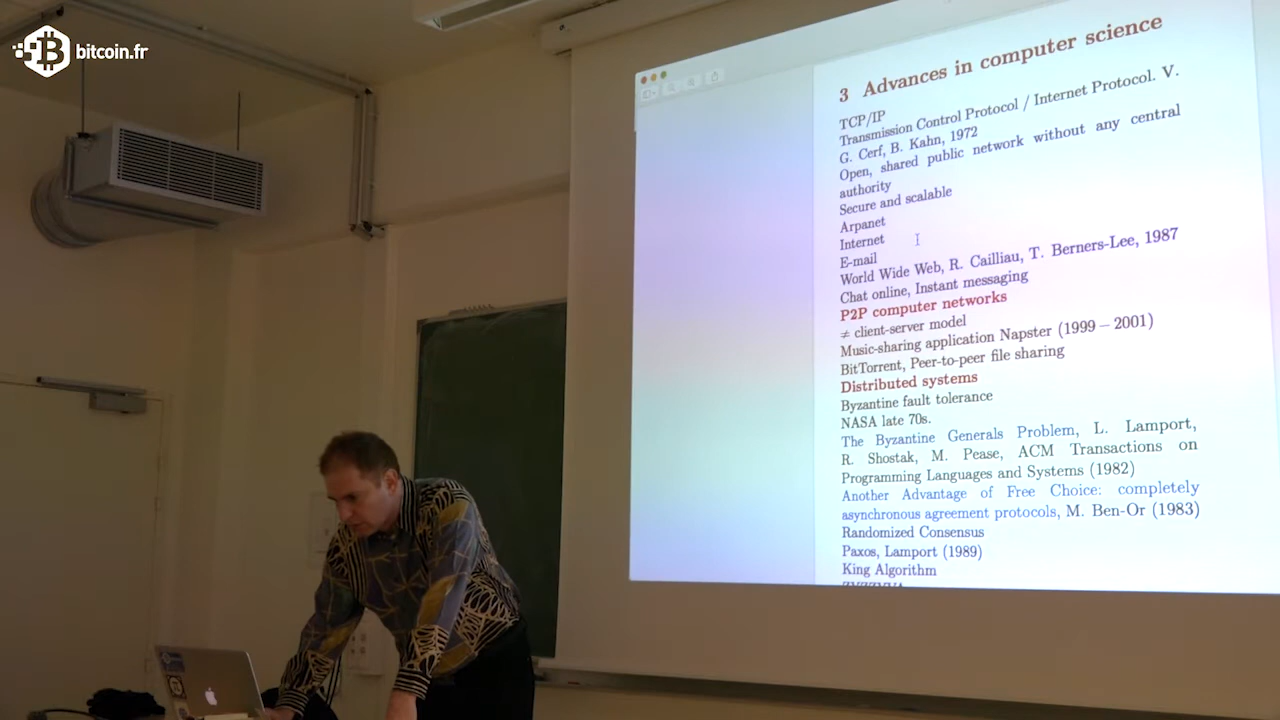 bitcoin.fr
3 Advances in computer science
TCP/IP
Transmission Control Protocol / Internet Protocol. V.
G. Cerf, B. Kahn, 1972
Open, shared public network without any central
authority
Secure and scalable
Arpanet
Internet
E-mail
World Wide Web, R. Cailliau, T. Berners-Lee, 1987
Chat online, Instant messaging
P2P computer networks
≠ client-server model
Music-sharing application Napster (1999 – 2001)
BitTorrent, Peer-to-peer file sharing
Distributed systems
Byzantine fault tolerance
NASA late 70s.
The Byzantine Generals Problem, L. Lamport,
R. Shostak, M. Pease, ACM Transactions on
Programming Languages and Systems (1982)
Another Advantage of Free Choice: completely
asynchronous agreement protocols, M. Ben-Or (1983)
Randomized Consensus
Paxos, Lamport (1989)
King Algorithm